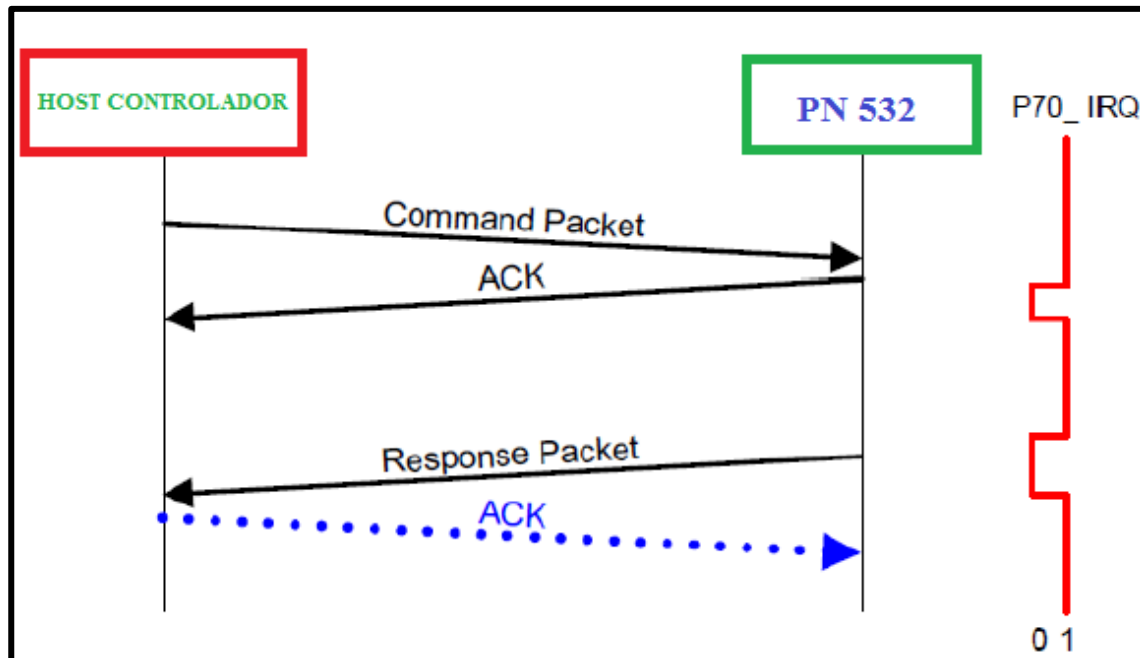 HOST CONTROLADOR
PN 532
P70_ IRQ
Command Packet
ACK
Response Packet
ACK
0 1